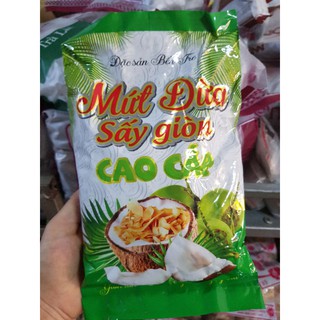 Đặc sản Bến Tre
Mứt Dừa
Sấy giòn
CAO CẤP